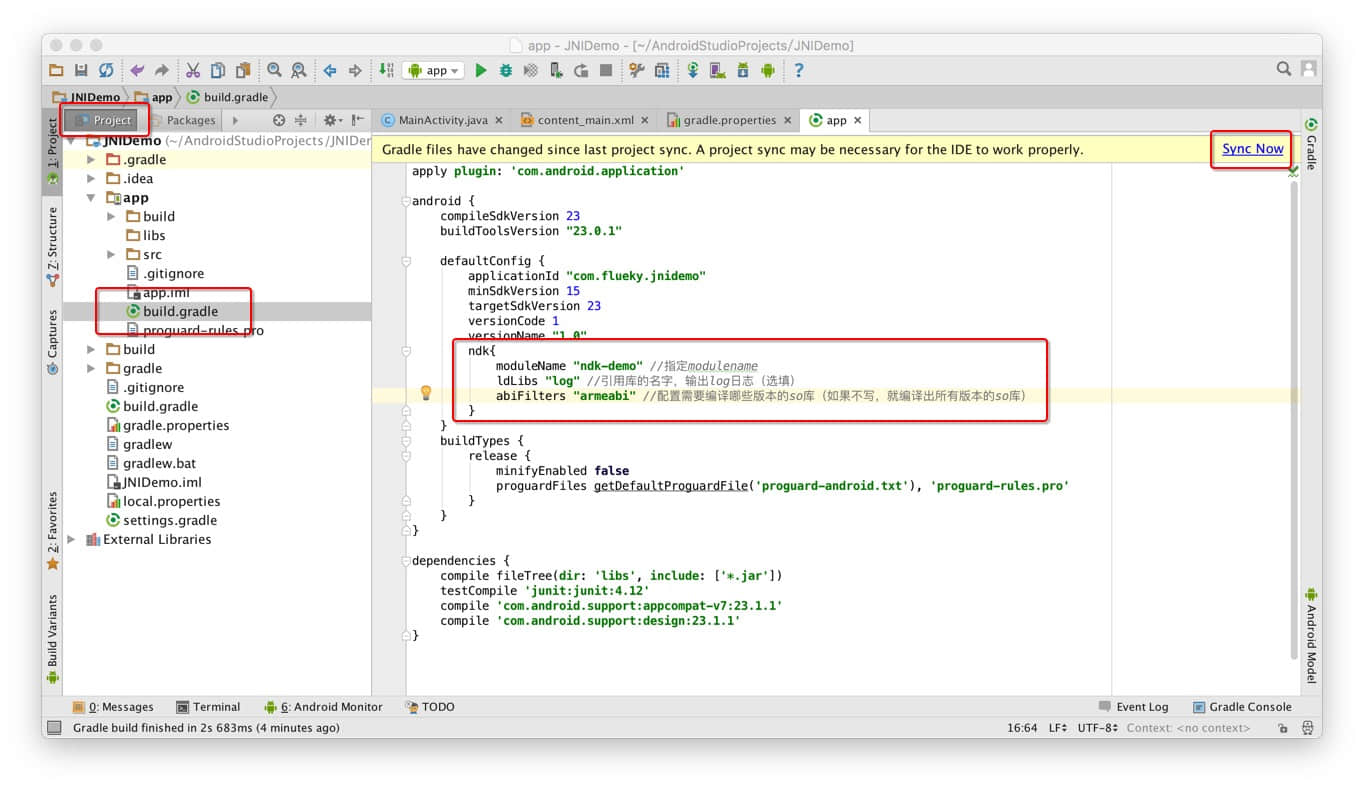 app - JNIDemo - [~/AndroidStudioProjects/JNIDemo]
app
JNIDemo app build.gradle
Project Packages
MainActivity.java content_main.xml gradle.properties app
Gradle files have changed since last project sync. A project sync may be necessary for the IDE to work properly. Sync Now
1: Project
Z: Structure
Captures
2: Favorites
Build Variants
JNIDemo (~/AndroidStudioProjects/JNIDer
.gradle
.idea
app
build
libs
src
.gitignore
app.iml
build.gradle
proguard-rules.pro
build
gradle
.gitignore
build.gradle
gradle.properties
gradlew
gradlew.bat
JNIDemo.iml
local.properties
settings.gradle
External Libraries
apply plugin: 'com.android.application'
android {
compileSdkVersion 23
buildToolsVersion "23.0.1"
defaultConfig {
applicationId "com.flueky.jnidemo"
minSdkVersion 15
targetSdkVersion 23
versionCode 1
versionName "1.0"
ndk{
moduleName "ndk-demo" //指定modulename
ldLibs "log" //引用库的名字，输出log日志（选填）
abiFilters "armeabi" //配置需要编译哪些版本的so库（如果不写，就编译出所有版本的so库）
}
}
buildTypes {
release {
minifyEnabled false
proguardFiles getDefaultProguardFile('proguard-android.txt'), 'proguard-rules.pro'
}
}
}
dependencies {
compile fileTree(dir: 'libs', include: ['*.jar'])
testCompile 'junit:junit:4.12'
compile 'com.android.support:appcompat-v7:23.1.1'
compile 'com.android.support:design:23.1.1'
}
Gradle
Android Model
0: Messages Terminal 6: Android Monitor TODO Event Log Gradle Console
Gradle build finished in 2s 683ms (4 minutes ago) 16:64 LF UTF-8 Context: <no context>